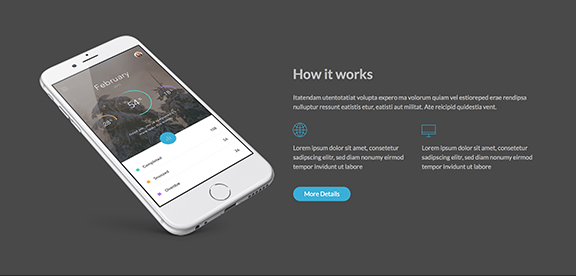 February
54°
28°
Completed
Snoozed
Overdue
How it works
Itatendam utentotatiat volupta expero ma volorum quiam vel estioreped erae rendipsa
nulluptur ressunt eatistis etur, eatisti aut militat. Ate reicipid quidestia vent.
Lorem ipsum dolor sit amet, consetetur
sadipscing elitr, sed diam nonumy eirmod
tempor invidunt ut labore
Lorem ipsum dolor sit amet, consetetur
sadipscing elitr, sed diam nonumy eirmod
tempor invidunt ut labore
More Details